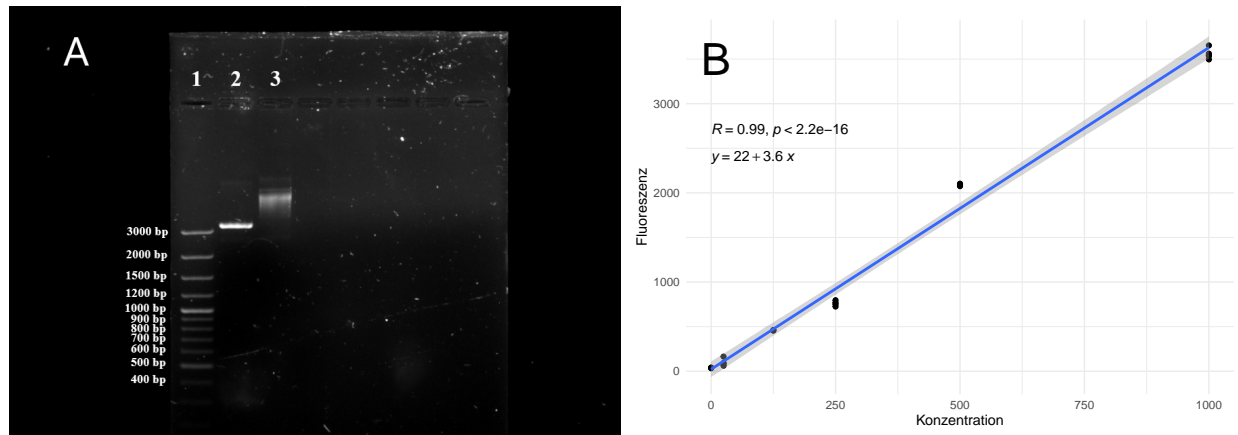 A
1 2 3
3000 bp
2000 bp
1500 bp
1200 bp
1000 bp
900 bp
800 bp
700 bp
600 bp
500 bp
400 bp
B
R = 0.99, p < 2.2e−16
y = 22 + 3.6 x
Fluoreszenz
3000
2000
1000
0
0 250 500 750 1000
Konzentration